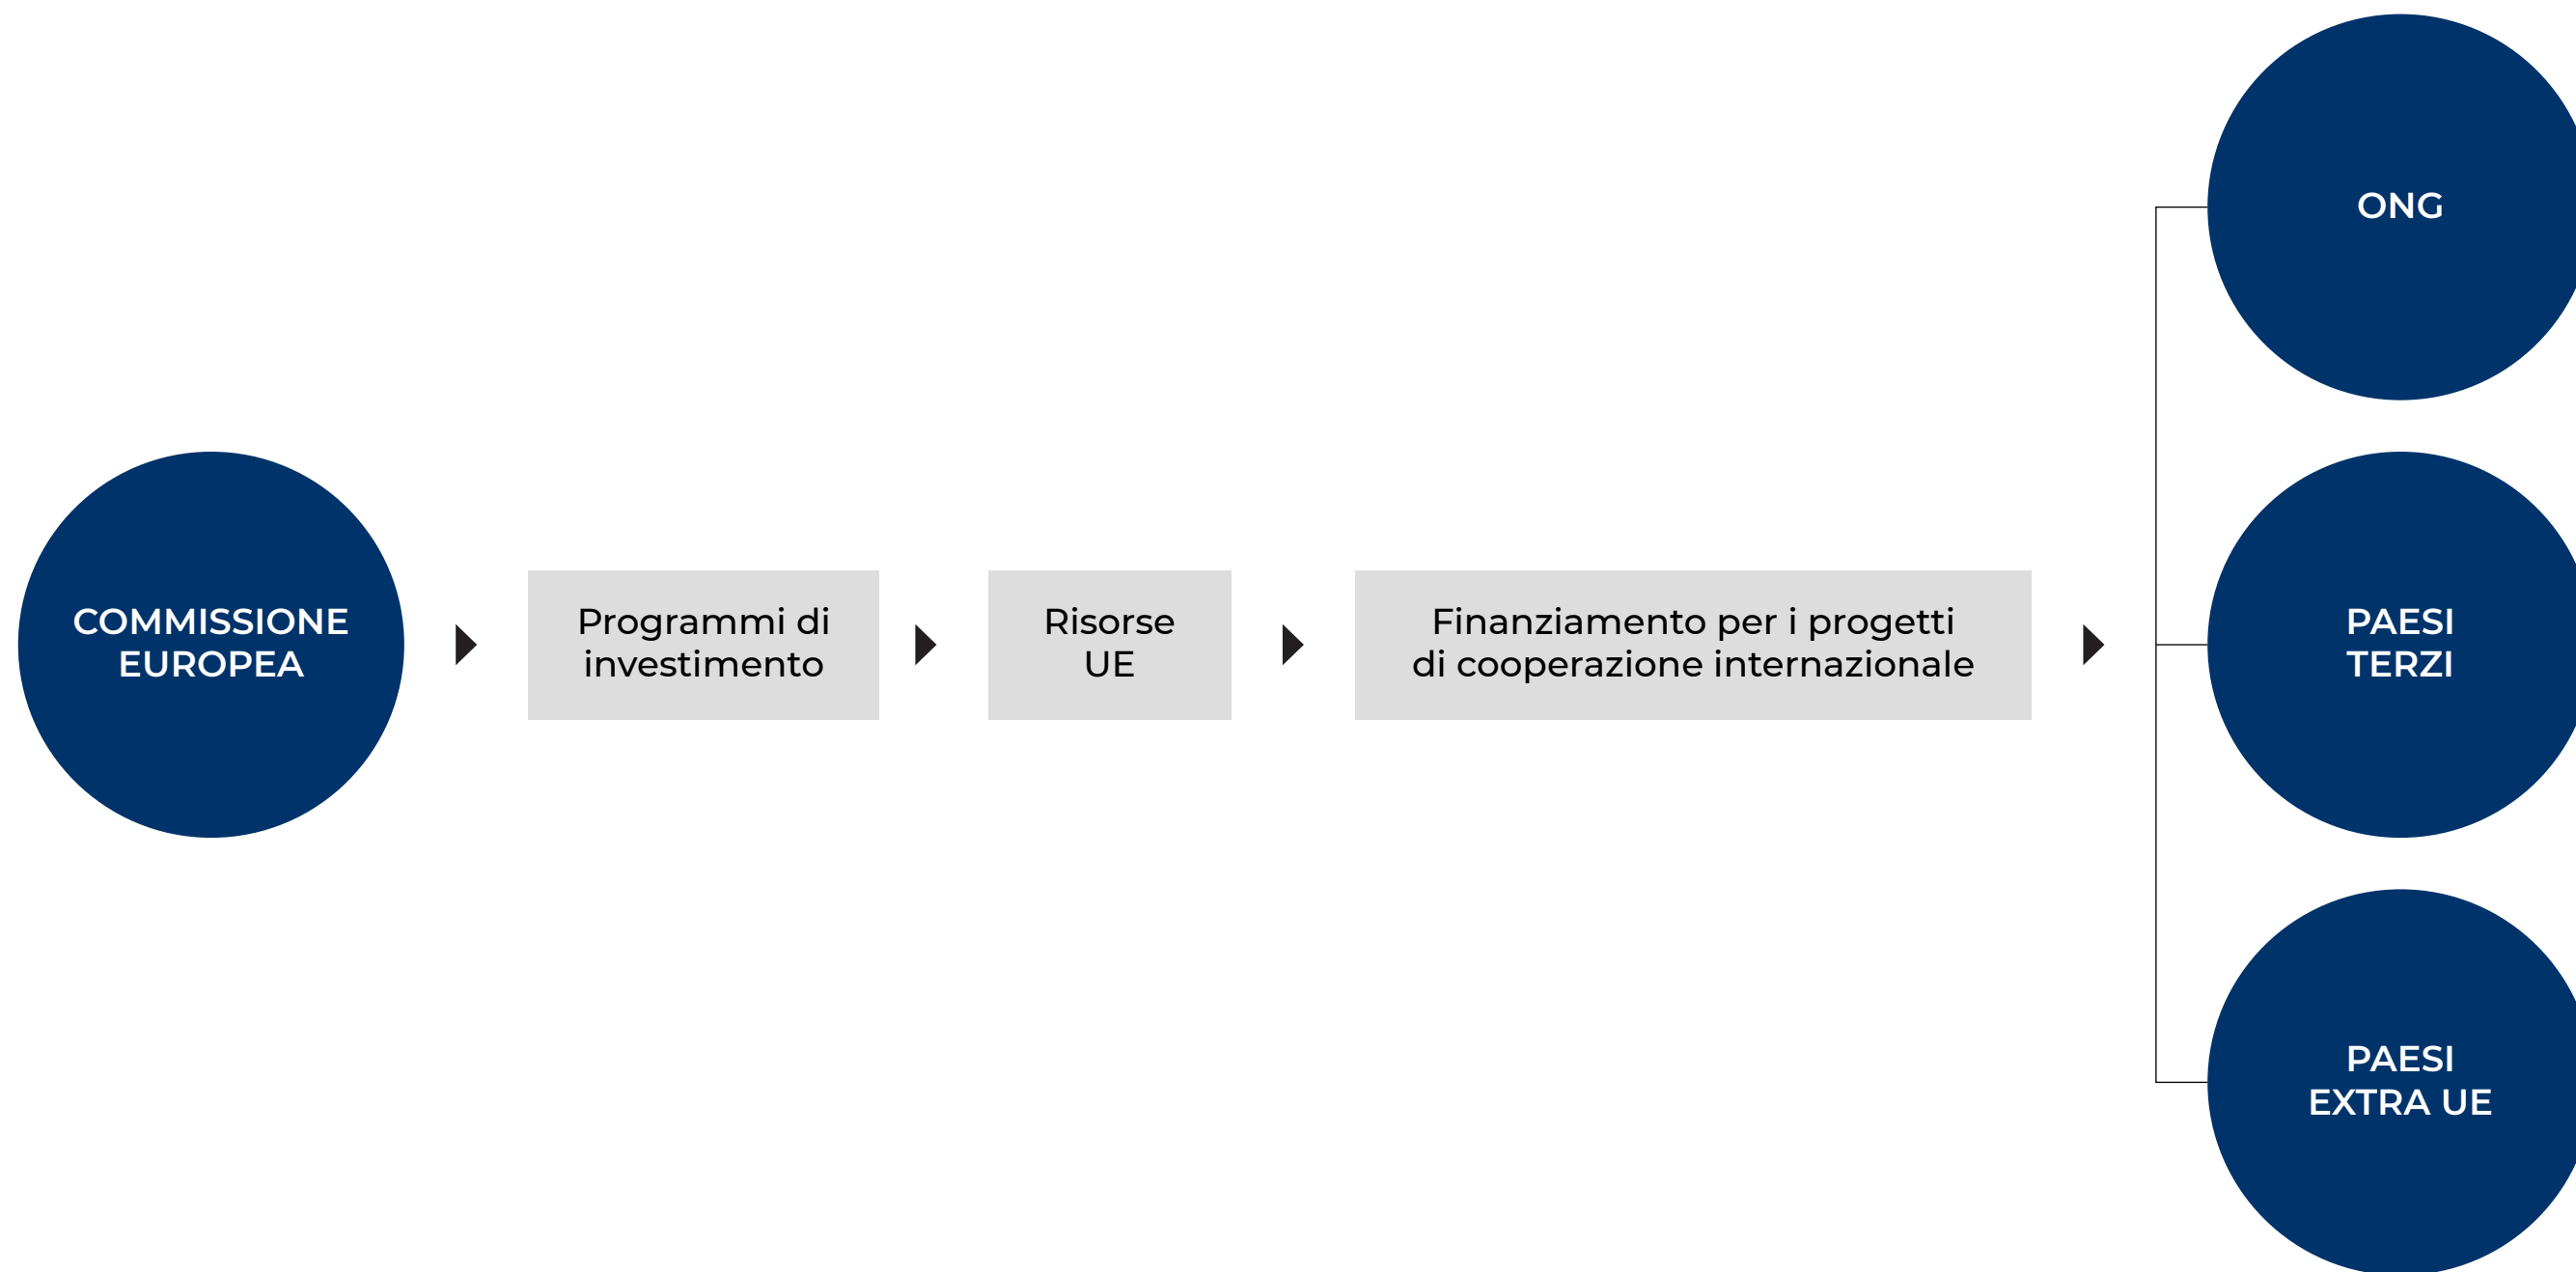 COMMISSIONE
EUROPEA
Programmi di
investimento
Risorse
UE
Finanziamento per i progetti
di cooperazione internazionale
ONG
PAESI
TERZI
PAESI
EXTRA UE